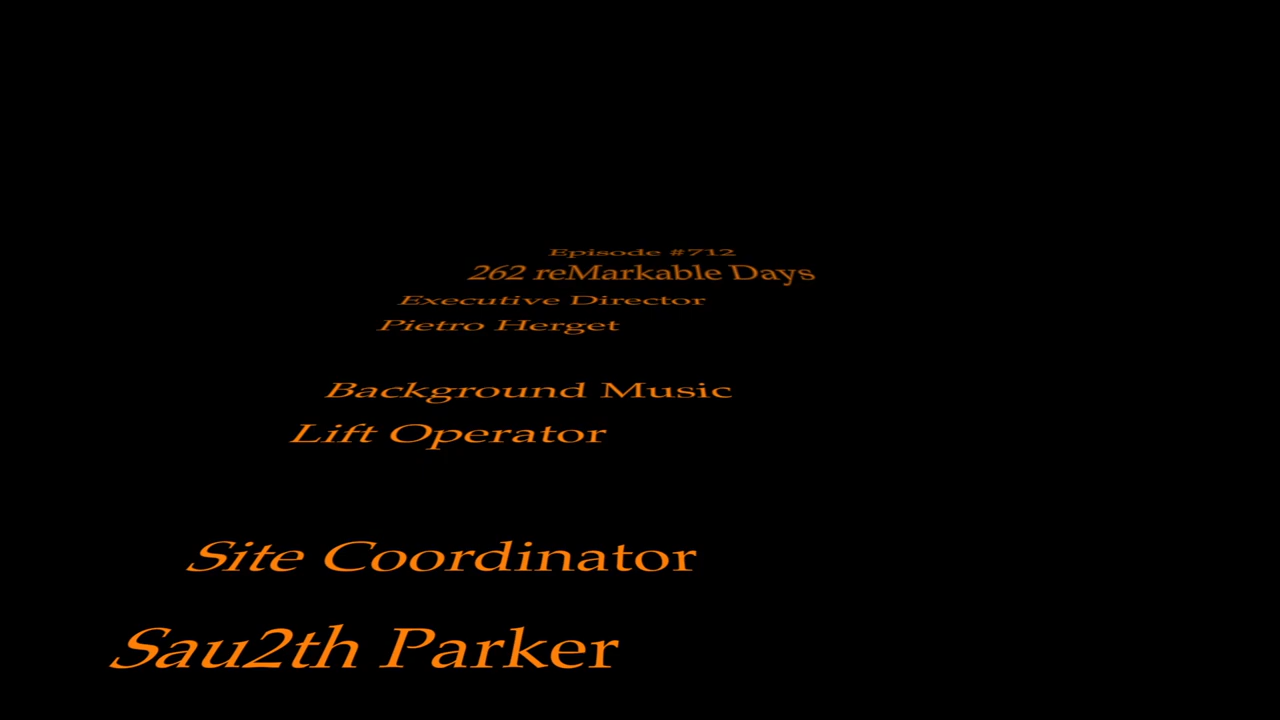 Episode #712
262 reMarkable Days
Executive Director
Pietro Herget
Background Music
Lift Operator
Site Coordinator
Sau2th Parker